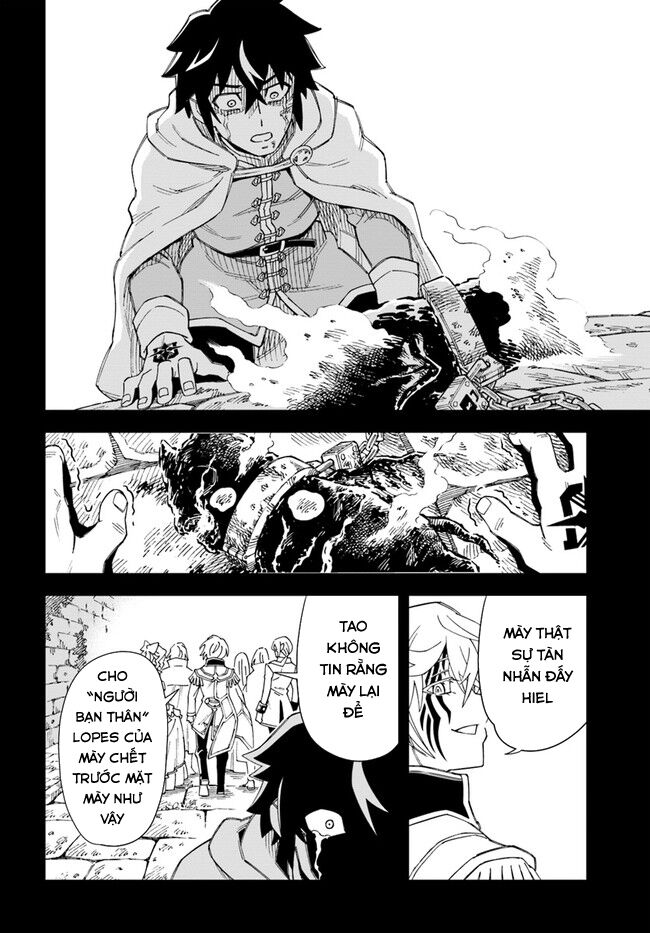 MÀY THẬT
SỰ TÀN
NHẪN ĐẤY
HIEL
TAO
KHÔNG
TIN RẰNG
MÀY LẠI
ĐỂ
CHO
"NGƯỜI
BẠN THÂN"
LOPES CỦA
MÀY CHẾT
TRƯỚC MẶT
MÀY NHƯ
VẬY